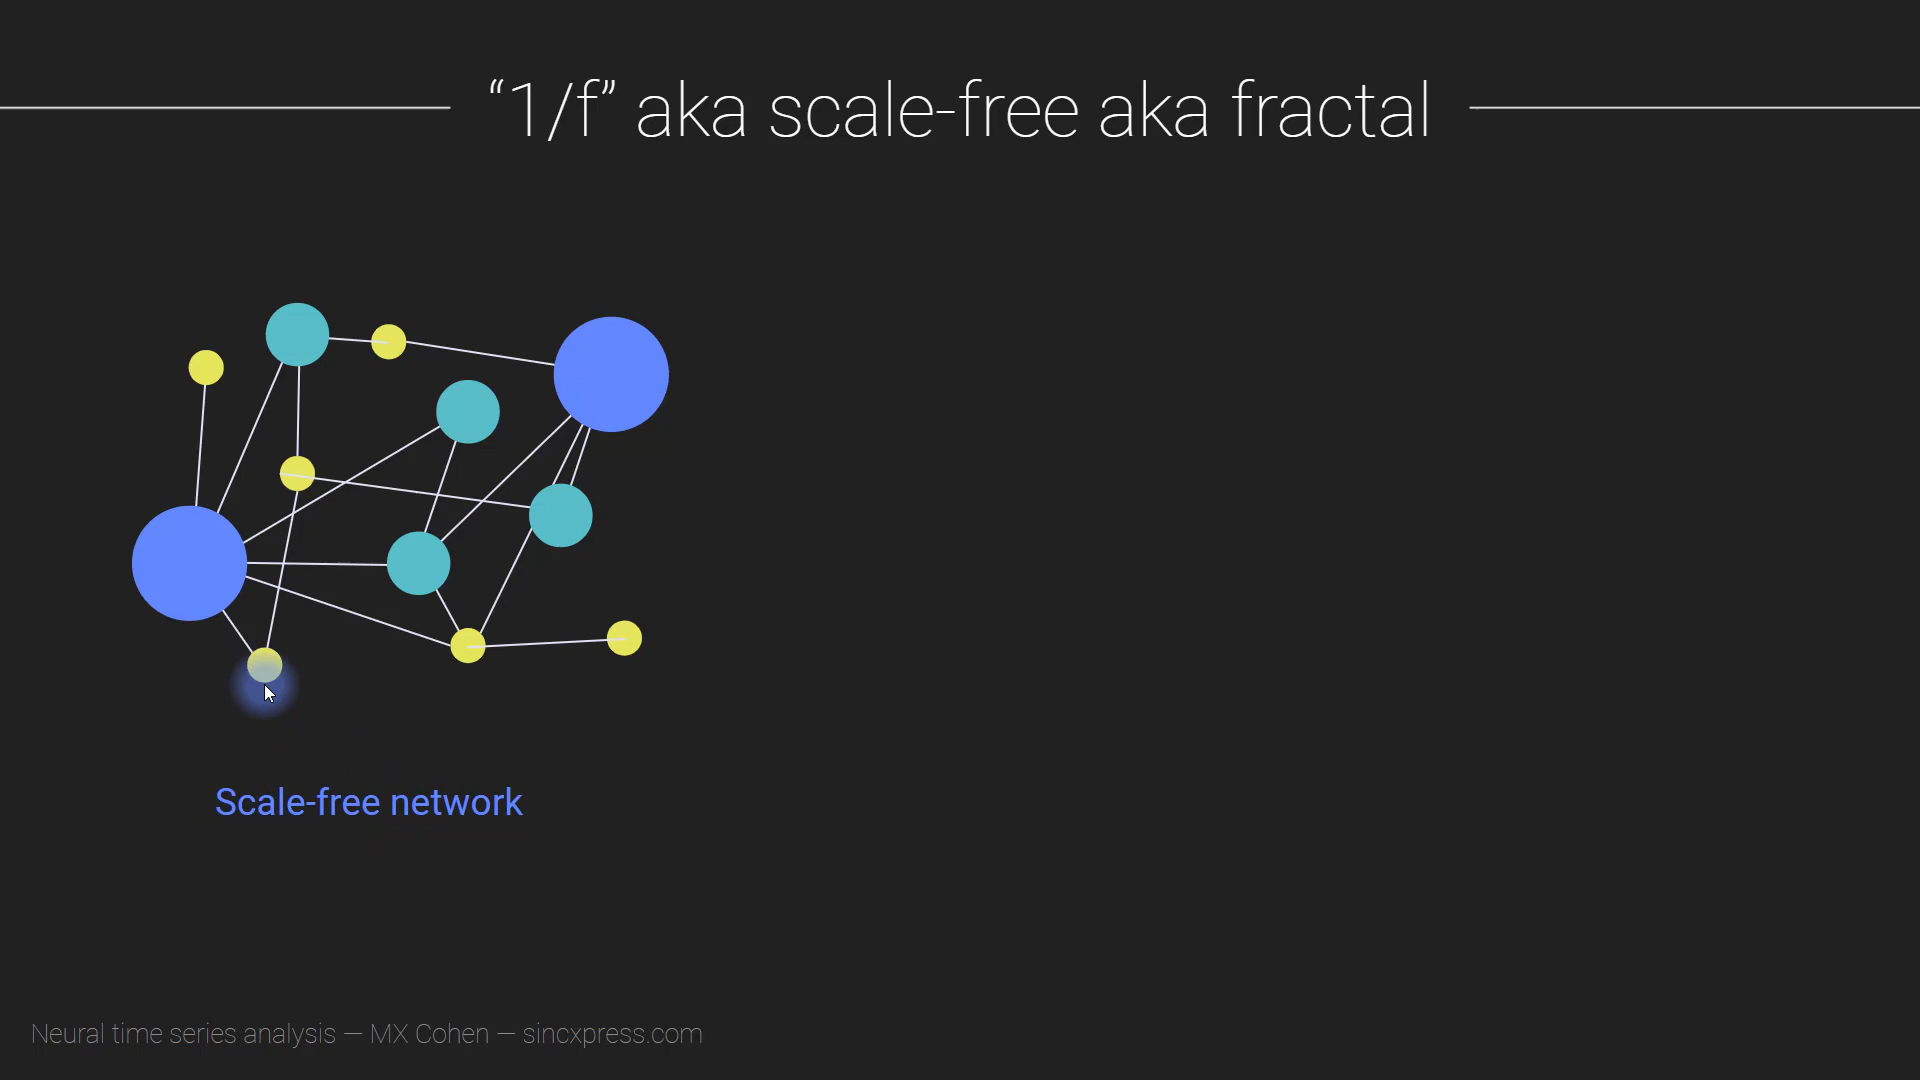 “1/f” aka scale-free aka fractal
Scale-free network
Neural time series analysis — MX Cohen — sincxpress.com